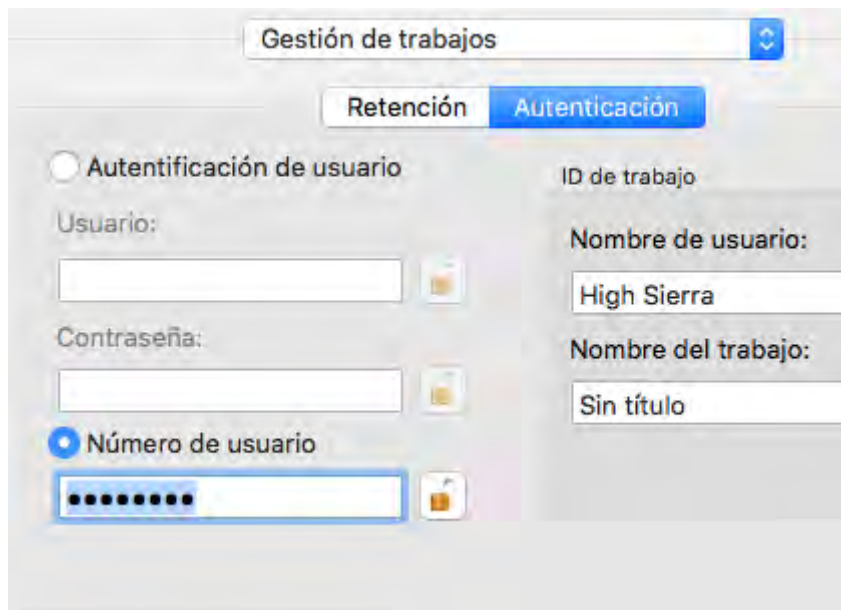 Gestión de trabajos
Retención
Autenticación
Autentificación de usuario
Usuario:
Contraseña:
Número de usuario
••••••••
ID de trabajo
Nombre de usuario:
High Sierra
Nombre del trabajo:
Sin título